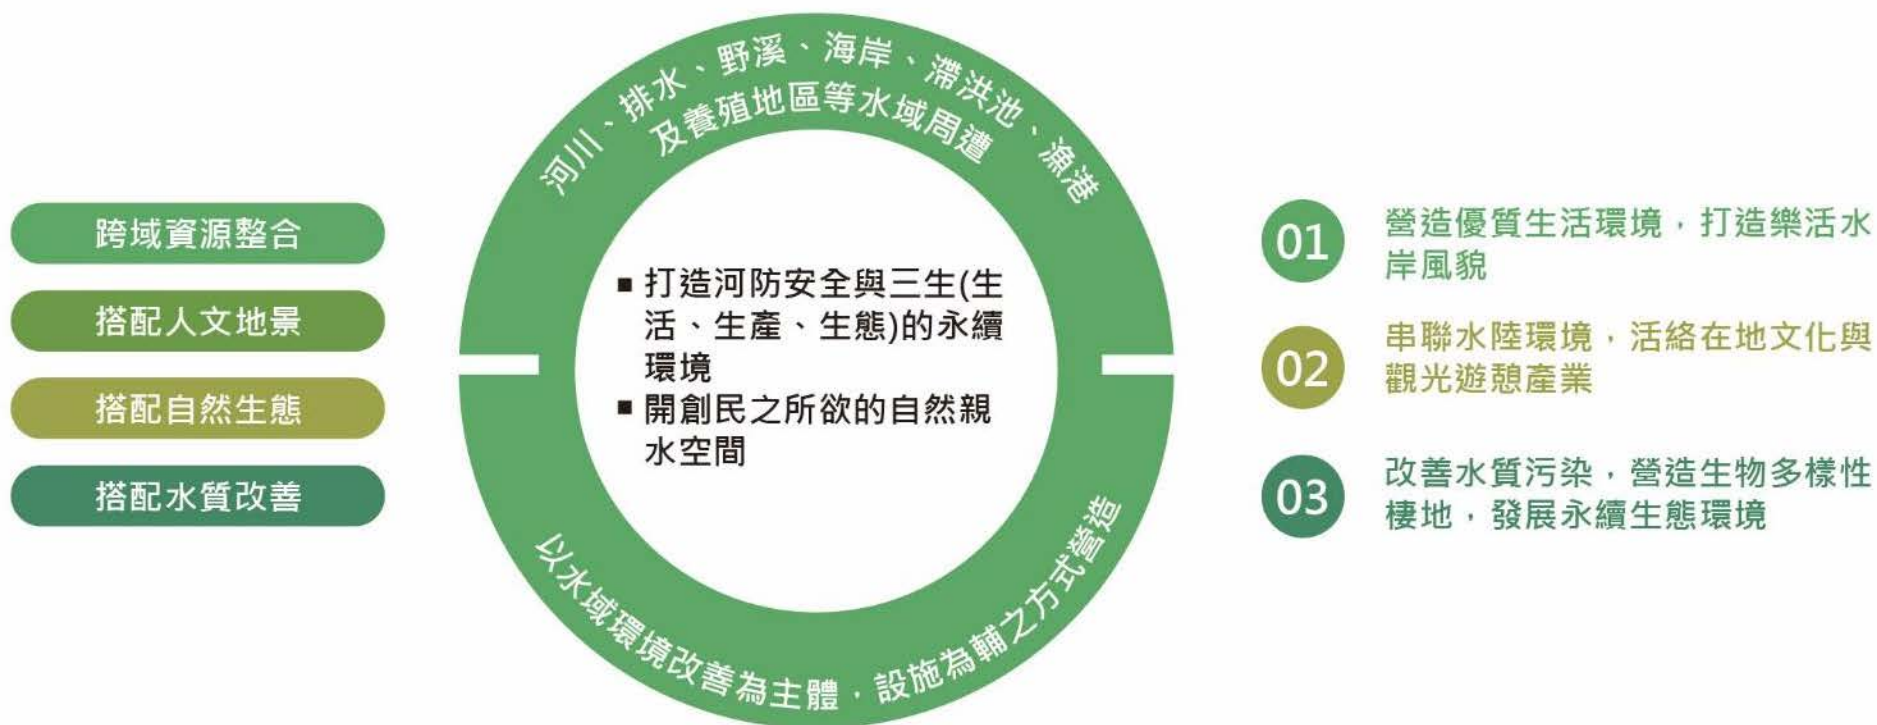 跨域資源整合
搭配人文地景
搭配自然生態
搭配水質改善
河川、排水、野溪、海岸、滯洪池、漁港
及養殖地區等水域周遭
▪ 打造河防安全與三生(生
活、生產、生態)的永續
環境
▪ 開創民之所欲的自然親
水空間
以水域環境改善為主體，設施為輔之方式營造
01
營造優質生活環境，打造樂活水
岸風貌
02
串聯水陸環境，活絡在地文化與
觀光遊憩產業
03
改善水質污染，營造生物多樣性
棲地，發展永續生態環境